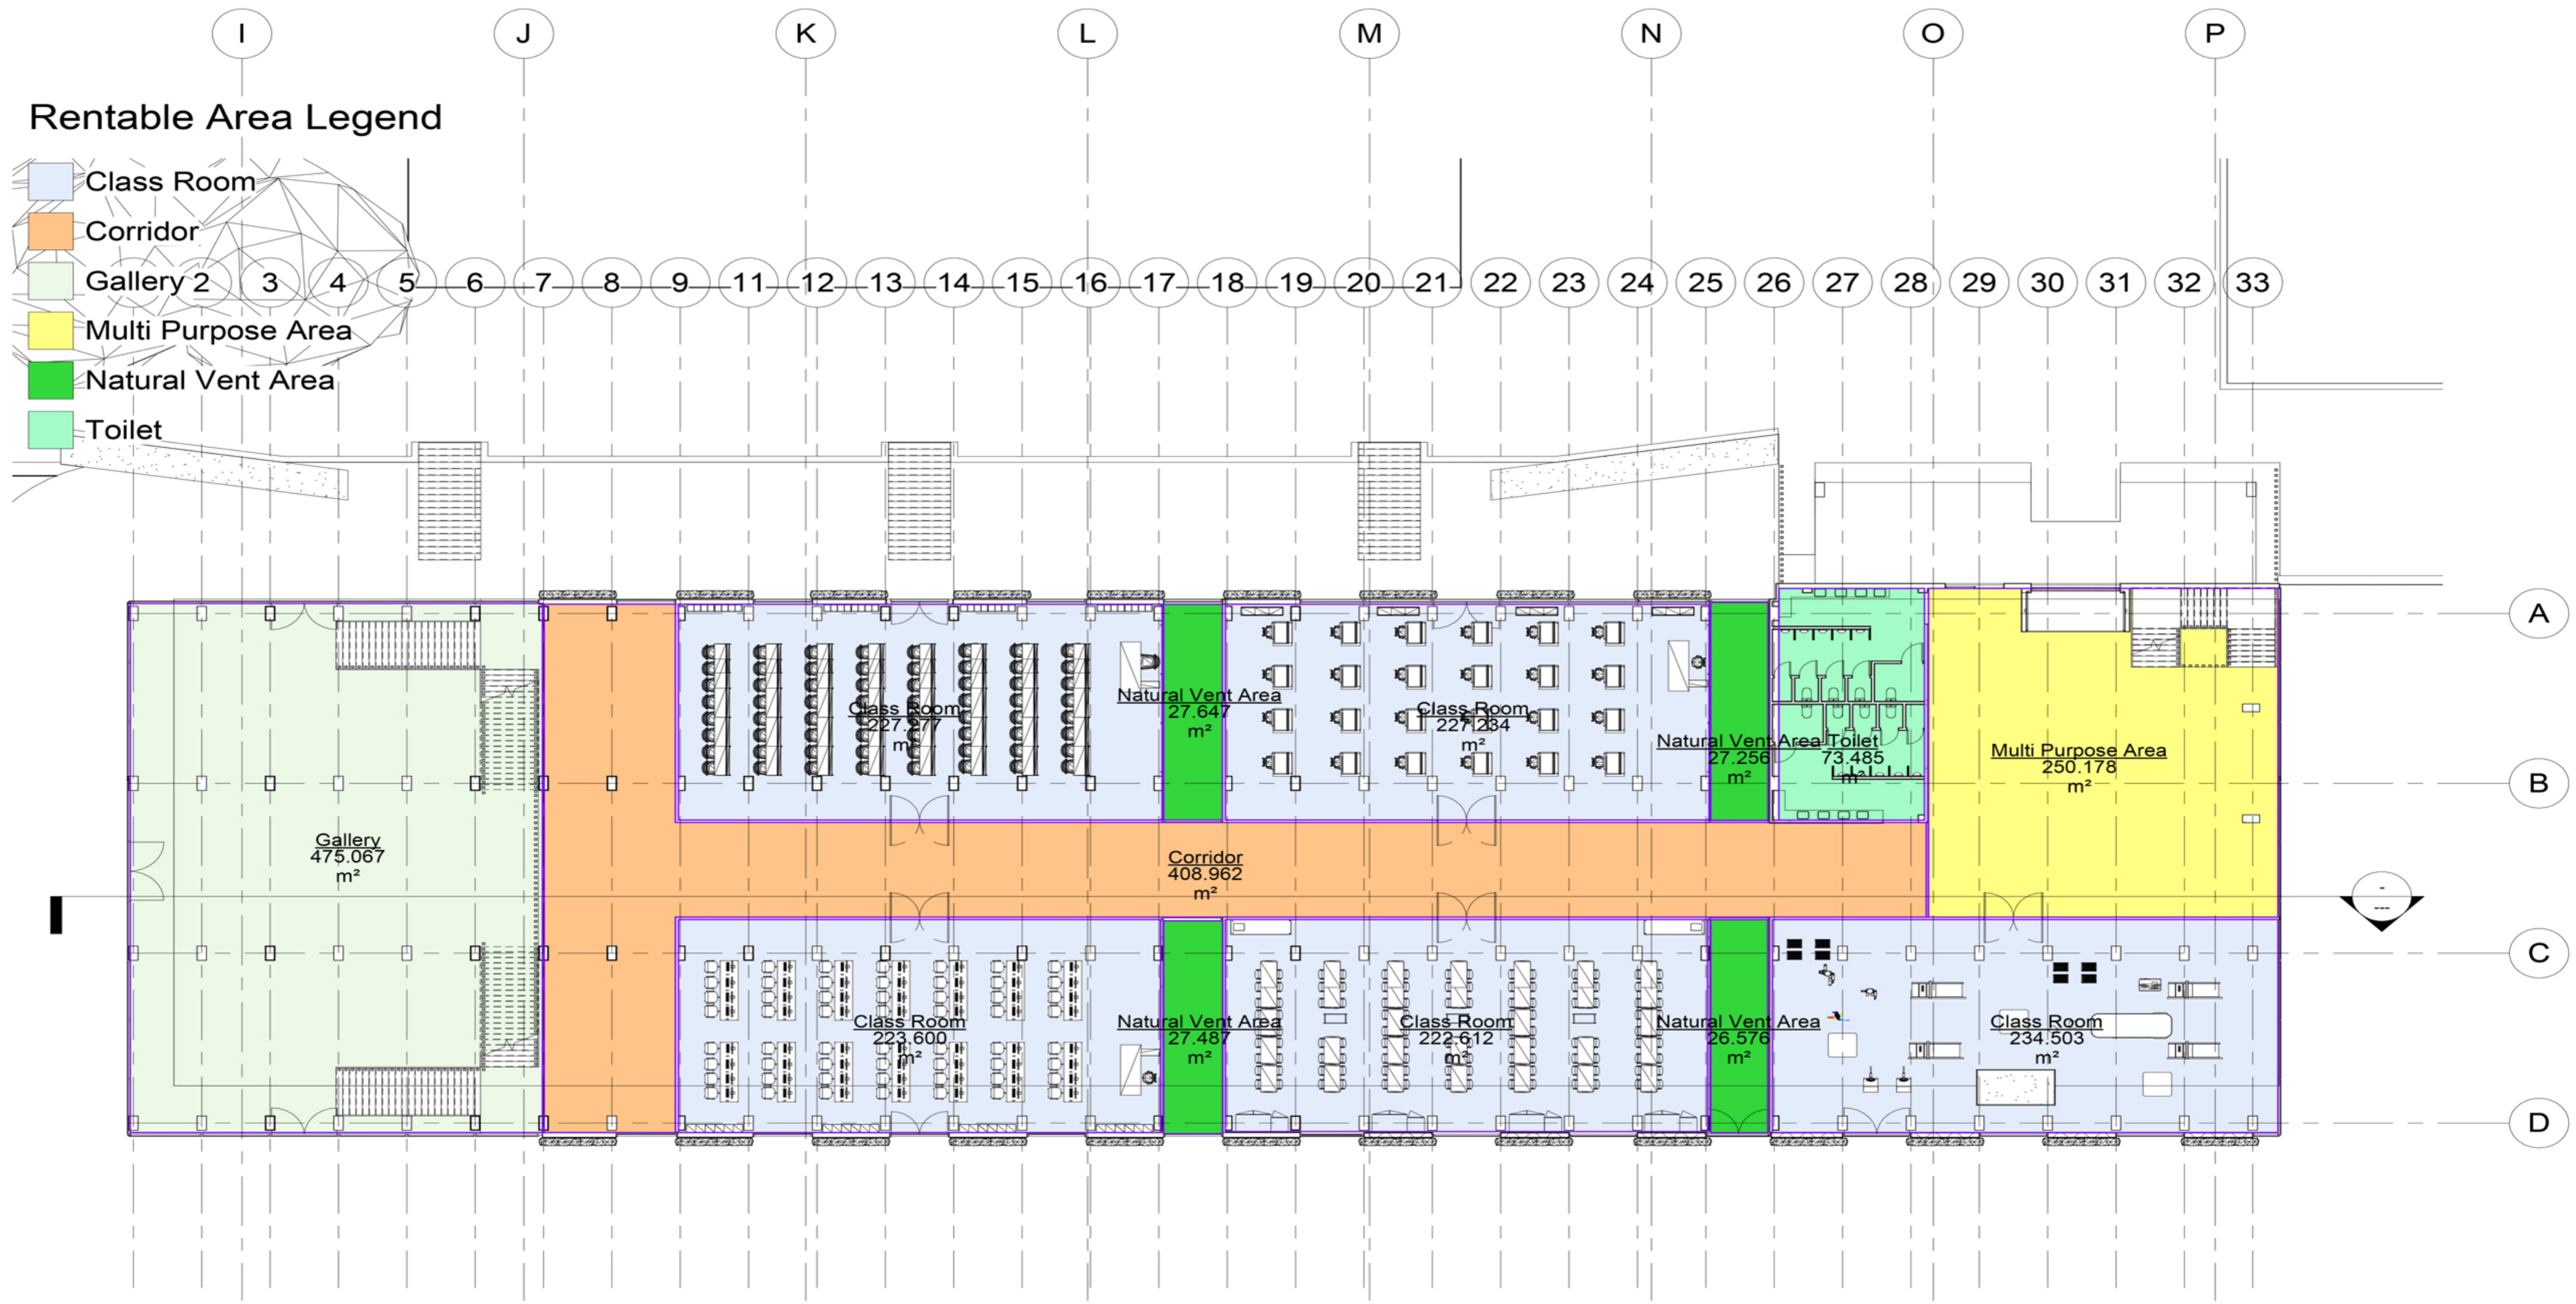 I J K L M N O P
Rentable Area Legend
Class Room
Corridor
Gallery
Multi Purpose Area
Natural Vent Area
Toilet
2 3 4 5 6 7 8 9 11 12 13 14 15 16 17 18 19 20 21 22 23 24 25 26 27 28 29 30 31 32 33
A
B
C
D
Class Room
227.277
m²
Natural Vent Area
27.647
m²
Class Room
227.234
m²
Natural Vent Area
27.256
m²
Toilet
73.485
m²
Multi Purpose Area
250.178
m²
Gallery
475.067
m²
Corridor
408.962
m²
-
---
Class Room
223.600
m²
Natural Vent Area
27.487
m²
Class Room
222.612
m²
Natural Vent Area
26.576
m²
Class Room
234.503
m²